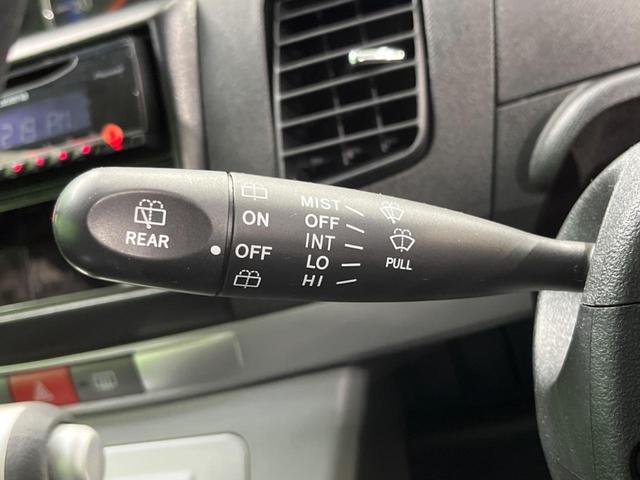 REAR
ON
OFF
MIST
OFF
INT
LO
HI
PULL